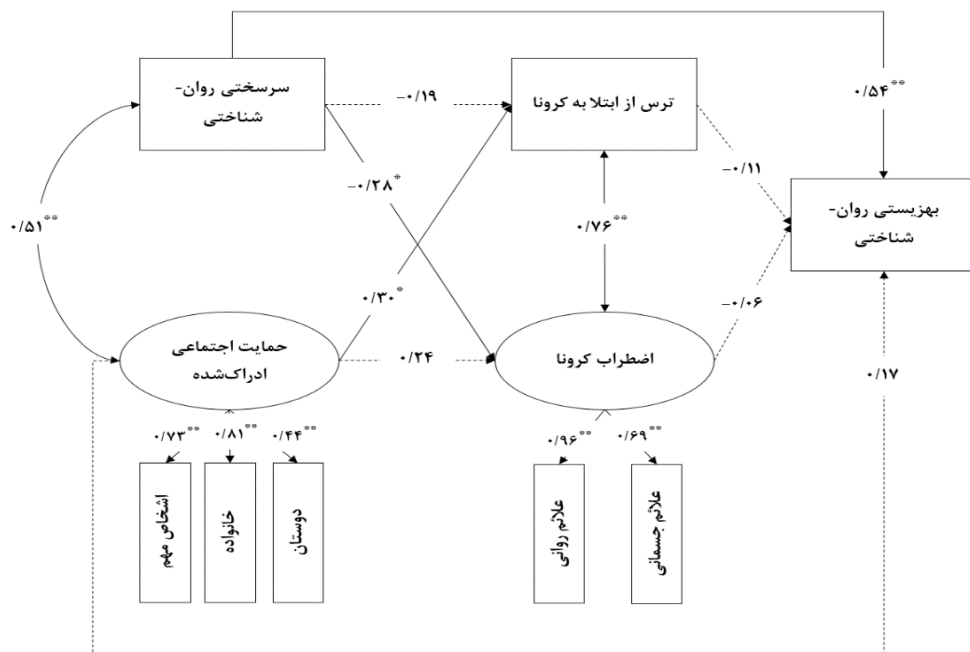 ۰/۵۴**
سرسختی روان-
شناختی
-۰/۱۹
ترس از ابتلا به کرونا
-۰/۱۱
-۰/۲۸*
بهزیستی روان-
شناختی
۰/۵۱**
۰/۷۶**
۰/۳۰*
-۰/۰۶
حمایت اجتماعی
ادراک‌شده
۰/۲۴
اضطراب کرونا
۰/۱۷
۰/۷۳**
۰/۸۱**
۰/۴۴**
۰/۹۶**
۰/۶۹**
اشخاص مهم
خانواده
دوستان
علائم روانی
علائم جسمانی